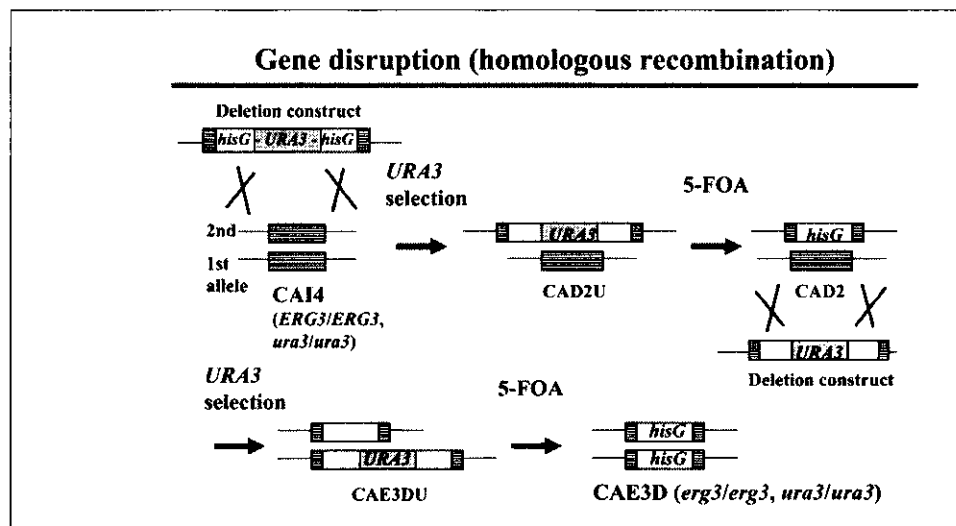 Gene disruption (homologous recombination)
Deletion construct
hisG - URA3 - hisG
URA3
selection
5-FOA
2nd
1st
allele
CAI4
(ERG3/ERG3,
ura3/ura3)
URA3
CAD2U
hisG
CAD2
URA3
Deletion construct
URA3
selection
5-FOA
URA3
CAE3DU
hisG
hisG
CAE3D (erg3/erg3, ura3/ura3)